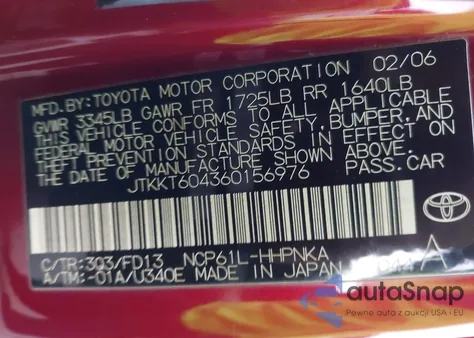 MFD.BY:TOYOTA MOTOR CORPORATION 02/06
GVWR 3345LB GAWR FR 1725LB RR 1640LB
THIS VEHICLE CONFORMS TO ALL APPLICABLE
FEDERAL MOTOR VEHICLE SAFETY,BUMPER,AND
THEFT PREVENTION STANDARDS IN EFFECT ON
THE DATE OF MANUFACTURE SHOWN ABOVE.
JTKKT604360156976 PASS.CAR
C/TR:3Q3/FD13 NCP61L-HHPNKA
A/TM:-01A/U340E MADE IN JAPAN
A
autoSnap
Pewne auto z aukcji USA i EU